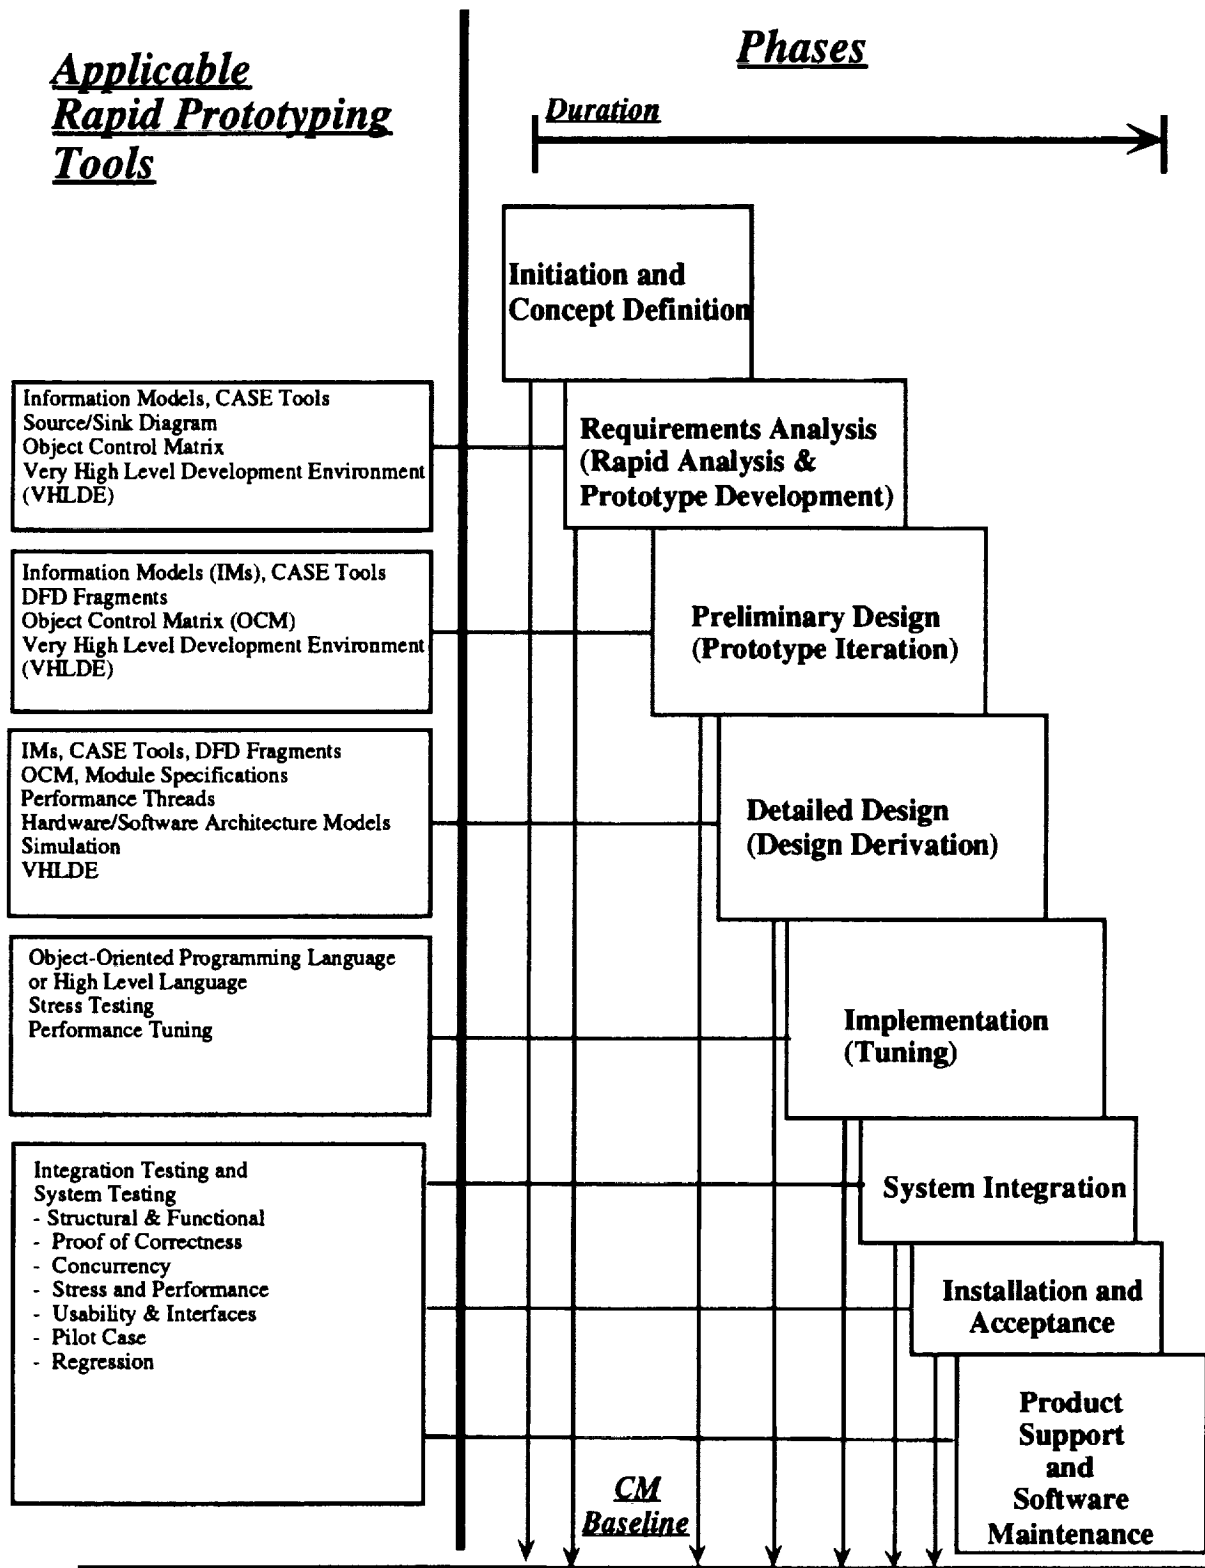 Applicable
Rapid Prototyping
Tools
Phases
Duration
Initiation and
Concept Definition
Information Models, CASE Tools
Source/Sink Diagram
Object Control Matrix
Very High Level Development Environment
(VHLDE)
Requirements Analysis
(Rapid Analysis &
Prototype Development)
Information Models (IMs), CASE Tools
DFD Fragments
Object Control Matrix (OCM)
Very High Level Development Environment
(VHLDE)
Preliminary Design
(Prototype Iteration)
IMs, CASE Tools, DFD Fragments
OCM, Module Specifications
Performance Threads
Hardware/Software Architecture Models
Simulation
VHLDE
Detailed Design
(Design Derivation)
Object-Oriented Programming Language
or High Level Language
Stress Testing
Performance Tuning
Implementation
(Tuning)
Integration Testing and
System Testing
- Structural & Functional
- Proof of Correctness
- Concurrency
- Stress and Performance
- Usability & Interfaces
- Pilot Case
- Regression
System Integration
Installation and
Acceptance
Product
Support
and
Software
Maintenance
CM
Baseline